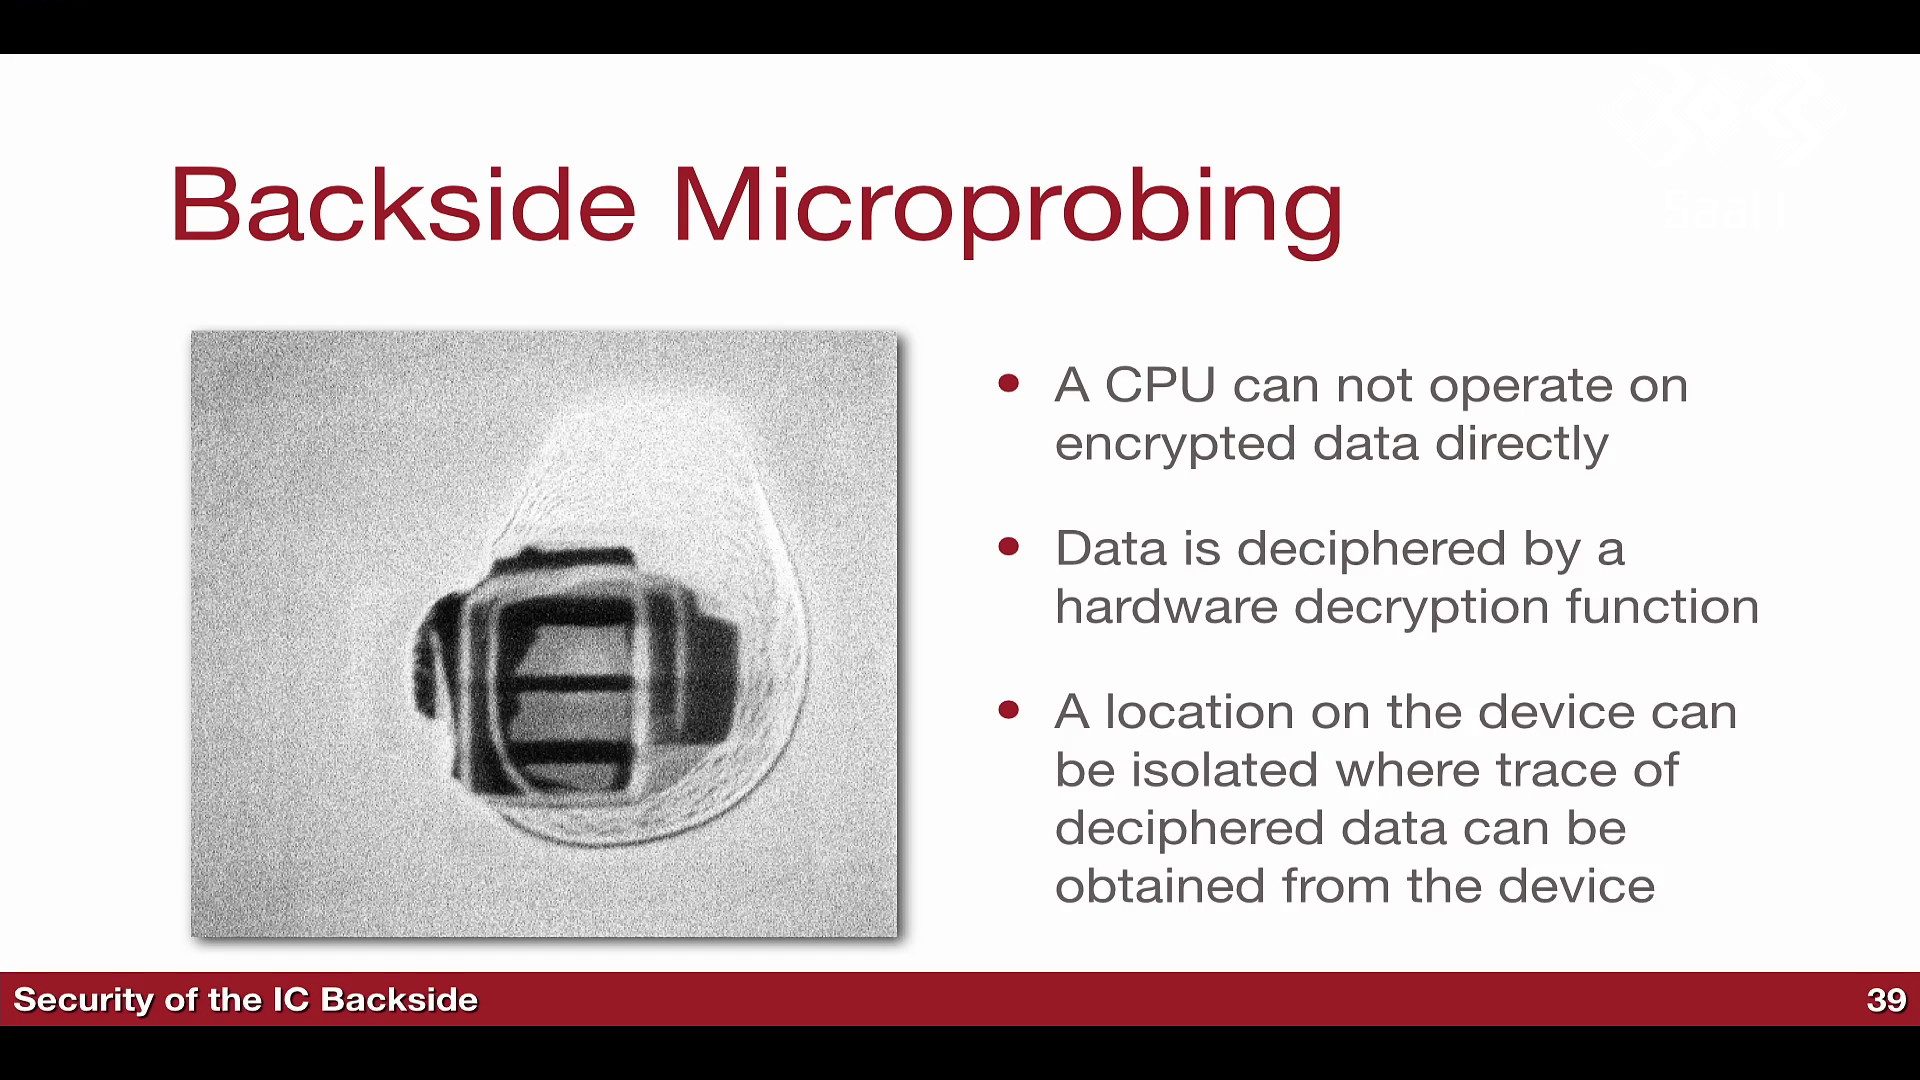 Backside Microprobing
• A CPU can not operate on
encrypted data directly
• Data is deciphered by a
hardware decryption function
• A location on the device can
be isolated where trace of
deciphered data can be
obtained from the device
Security of the IC Backside
39